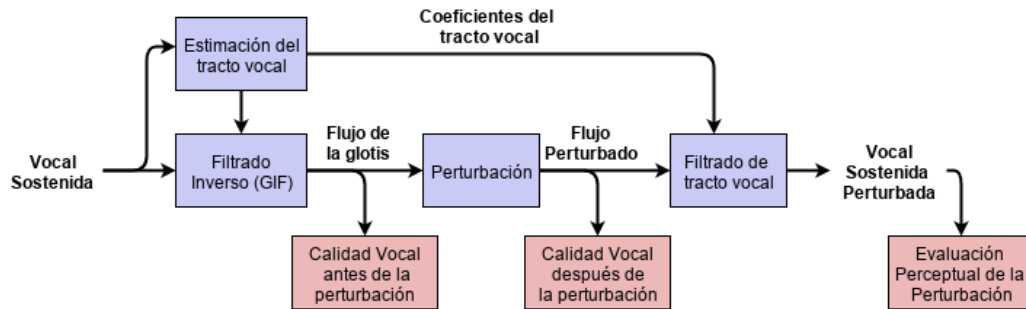 Coeficientes del
tracto vocal
Estimación del
tracto vocal
Vocal
Sostenida
Filtrado
Inverso (GIF)
Flujo de
la glotis
Perturbación
Flujo
Perturbado
Filtrado de
tracto vocal
Vocal
Sostenida
Perturbada
Calidad Vocal
antes de la
perturbación
Calidad Vocal
después de
la perturbación
Evaluación
Perceptual de la
Perturbación